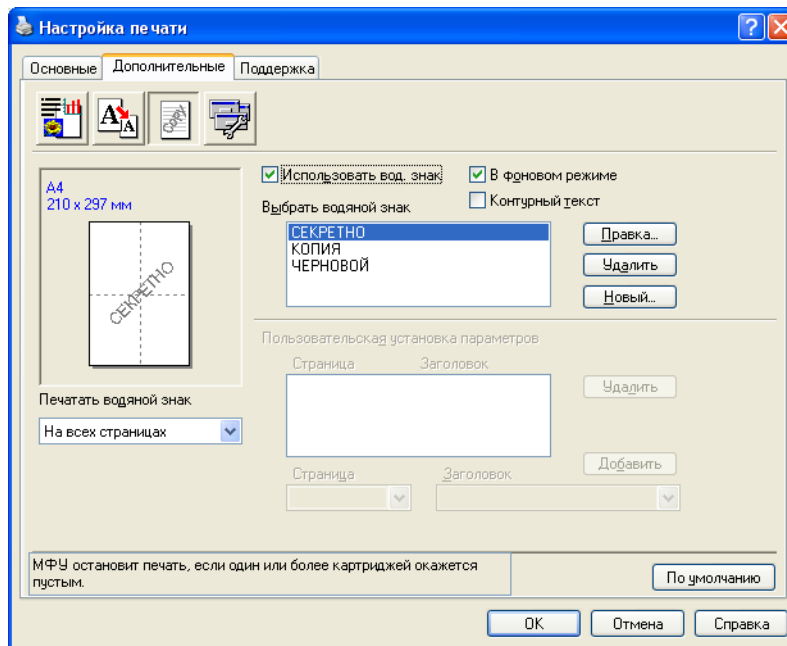 Настройка печати
Основные Дополнительные Поддержка
COPY
A4
210 x 297 мм
СЕКРЕТНО
Печатать водяной знак
На всех страницах
Использовать вод. знак
В фоновом режиме
Контурный текст
Выбрать водяной знак
СЕКРЕТНО
КОПИЯ
ЧЕРНОВОЙ
Правка...
Удалить
Новый...
Пользовательская установка параметров
Страница Заголовок
Удалить
Добавить
Страница Заголовок
МФУ остановит печать, если один или более картриджей окажется
пустым.
По умолчанию
OK Отмена Справка